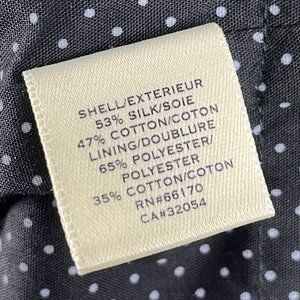 SHELL/EXTERIEUR
53% SILK/SOIE
47% COTTON/COTON
LINING/DOUBLURE
65% POLYESTER/
POLYESTER
35% COTTON/COTON
RN#66170
CA#32054